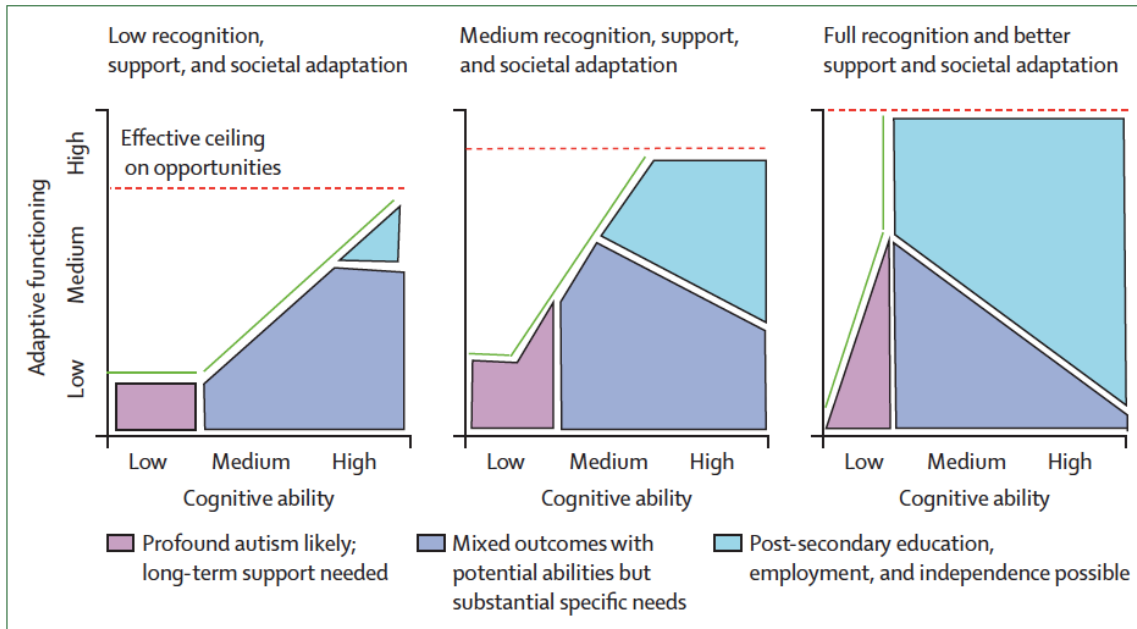 Low recognition,
support, and societal adaptation
Medium recognition, support,
and societal adaptation
Full recognition and better
support and societal adaptation
Effective ceiling
on opportunities
Adaptive functioning
High
Medium
Low
Low Medium High
Cognitive ability
Low Medium High
Cognitive ability
Low Medium High
Cognitive ability
Profound autism likely;
long-term support needed
Mixed outcomes with
potential abilities but
substantial specific needs
Post-secondary education,
employment, and independence possible